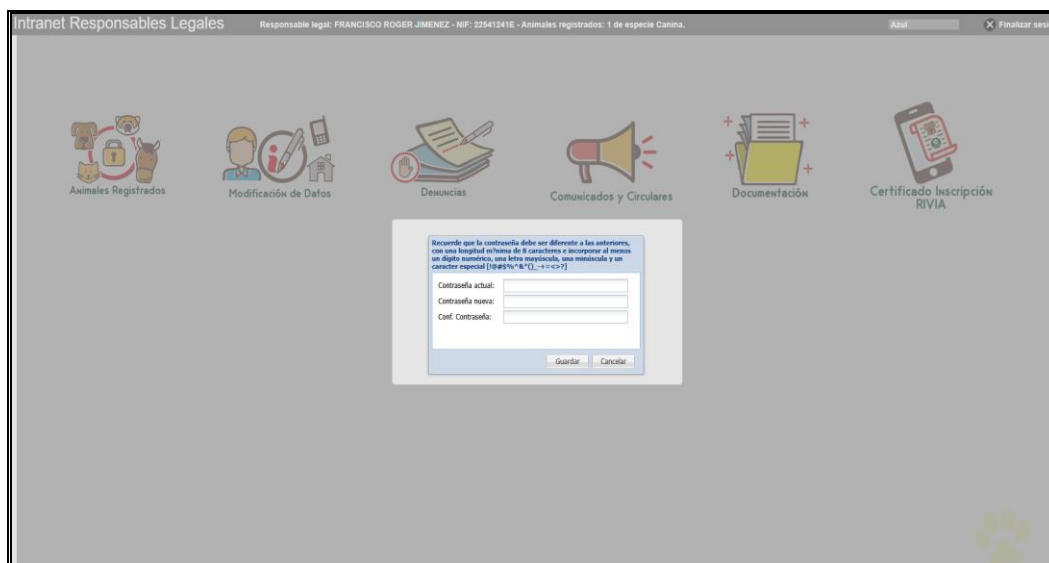 Intranet Responsables Legales
Responsable legal: FRANCISCO ROGER JIMENEZ - NIF: 22541241E - Animales registrados: 1 de especie Canina.
Azul
Finalizar sesi
Animales Registrados
Modificación de Datos
Denuncias
Comunicados y Circulares
Documentación
Certificado Inscripción
RIVIA
Recuerde que la contraseña debe ser diferente a las anteriores,
con una longitud m?nima de 8 caracteres e incorporar al menos
un dígito numérico, una letra mayúscula, una minúscula y un
caracter especial [!@#$%^&*()_-+=<>?]
Contraseña actual:
Contraseña nueva:
Conf. Contraseña:
Guardar Cancelar